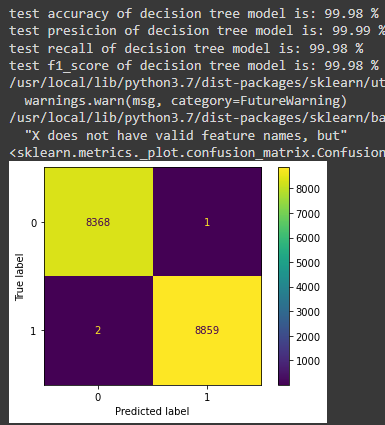 test accuracy of decision tree model is: 99.98 %
test presicion of decision tree model is: 99.99 %
test recall of decision tree model is: 99.98 %
test f1_score of decision tree model is: 99.98 %
/usr/local/lib/python3.7/dist-packages/sklearn/ut
warnings.warn(msg, category=FutureWarning)
/usr/local/lib/python3.7/dist-packages/sklearn/ba
"X does not have valid feature names, but"
<sklearn.metrics._plot.confusion_matrix.Confusion
8000
7000
6000
5000
4000
3000
2000
1000
True label
0
8368
1
1
2
8859
0
1
Predicted label